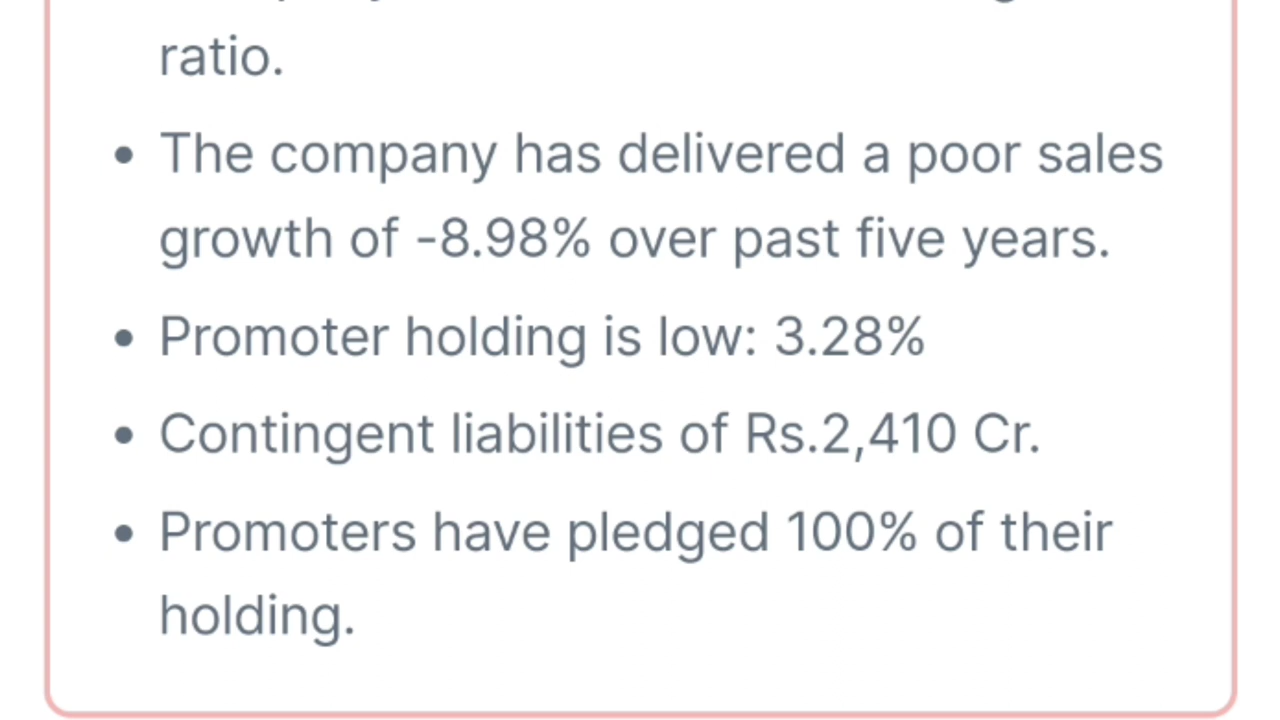 ratio.
• The company has delivered a poor sales
growth of -8.98% over past five years.
• Promoter holding is low: 3.28%
• Contingent liabilities of Rs.2,410 Cr.
• Promoters have pledged 100% of their
holding.